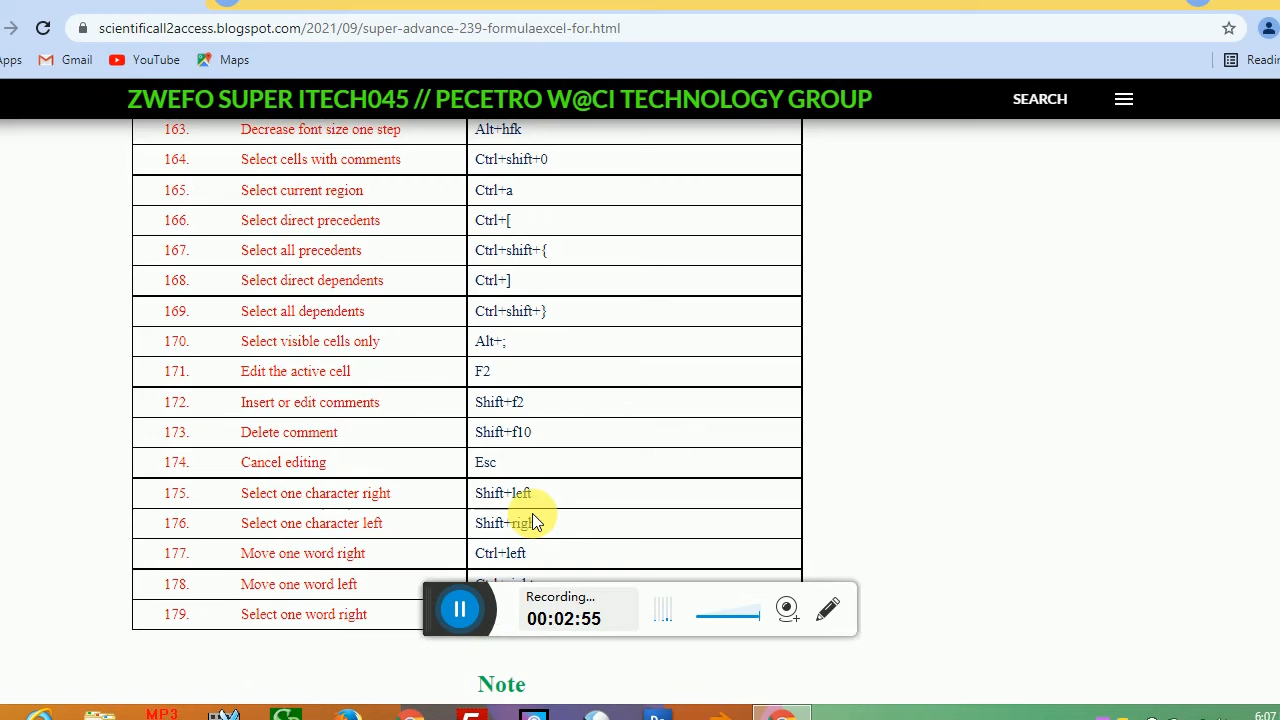 scientificall2access.blogspot.com/2021/09/super-advance-239-formulaexcel-for.html
Gmail YouTube Maps
ZWEFO SUPER ITECH045 // PECETRO W@CI TECHNOLOGY GROUP SEARCH
163. Decrease font size one step Alt+hfk
164. Select cells with comments Ctrl+shift+0
165. Select current region Ctrl+a
166. Select direct precedents Ctrl+[
167. Select all precedents Ctrl+shift+{
168. Select direct dependents Ctrl+]
169. Select all dependents Ctrl+shift+}
170. Select visible cells only Alt+;
171. Edit the active cell F2
172. Insert or edit comments Shift+f2
173. Delete comment Shift+f10
174. Cancel editing Esc
175. Select one character right Shift+left
176. Select one character left
177. Move one word right Ctrl+left
178. Move one word left
179. Select one word right
Recording...
00:02:55
Note
MP3
6:07